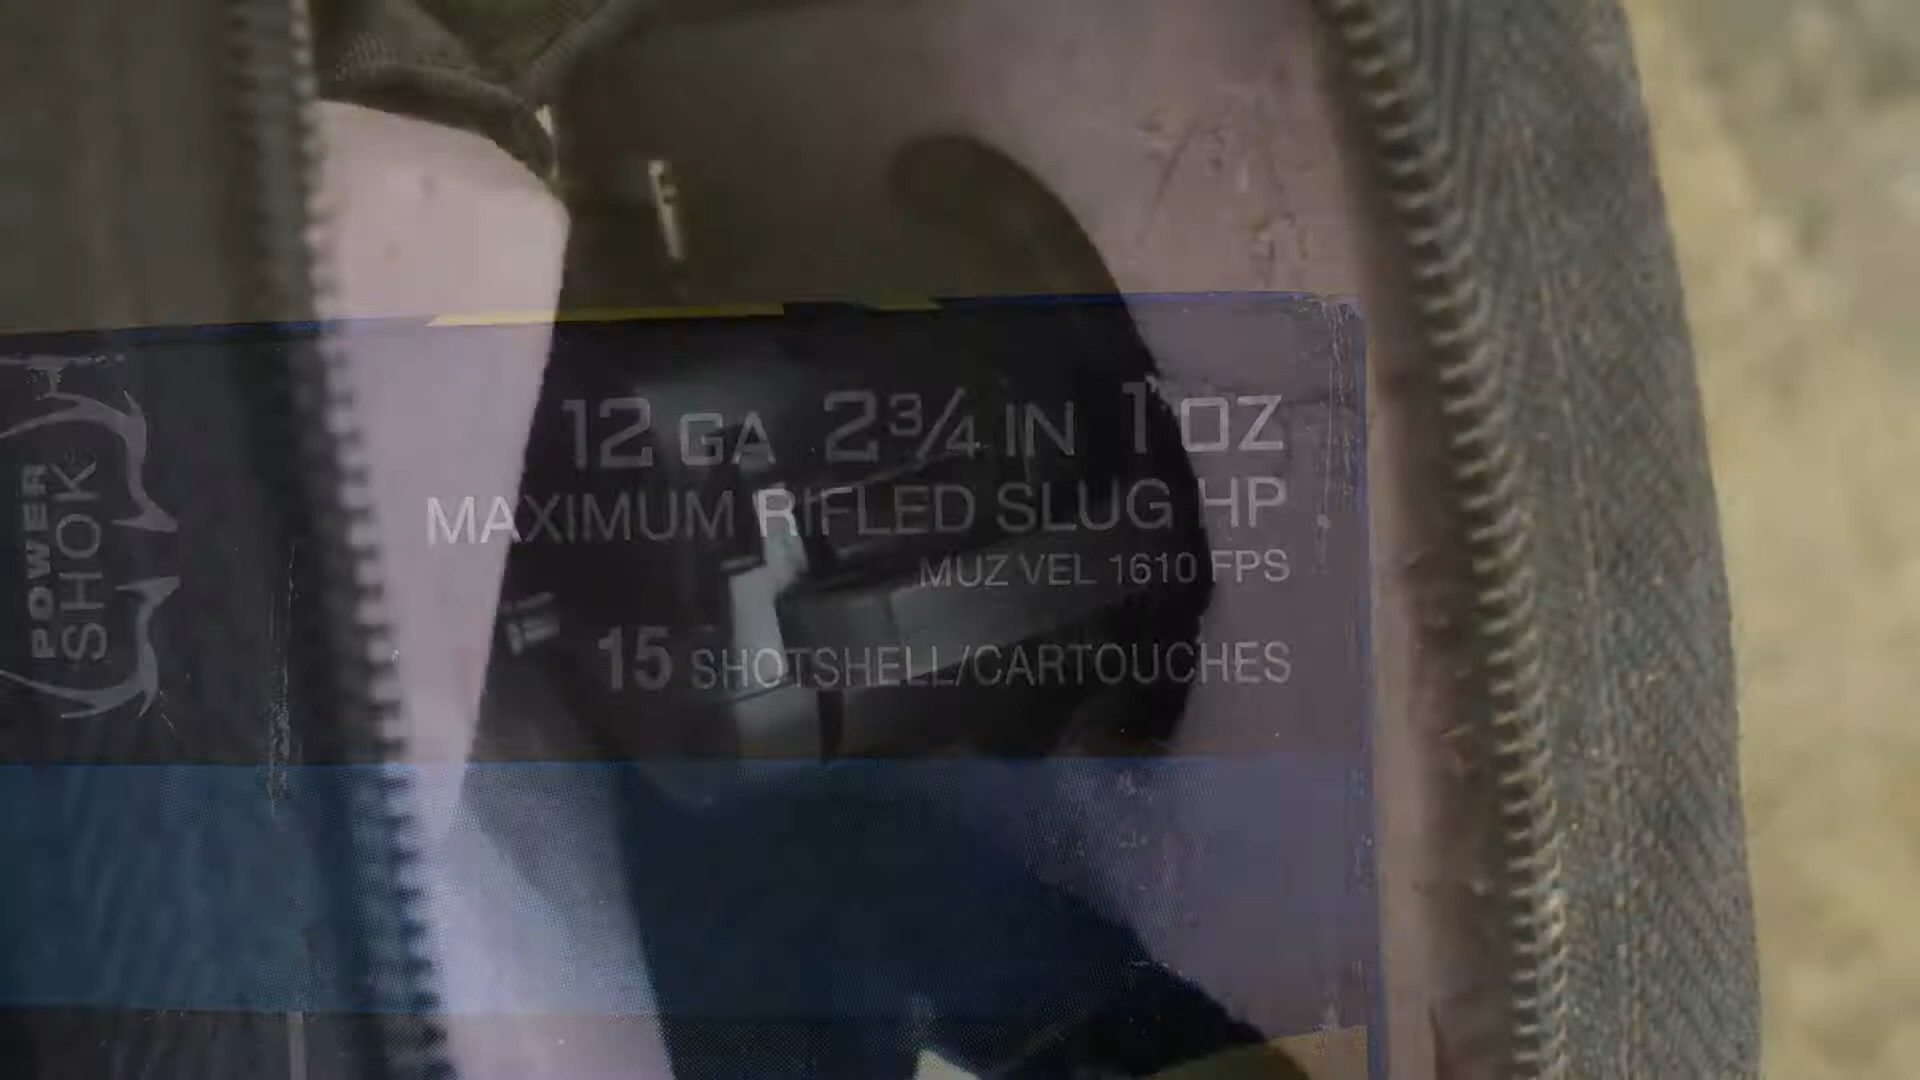 POWER
SHOK
12 GA 2¾ IN 1 OZ
MAXIMUM RIFLED SLUG HP
MUZ VEL 1610 FPS
15 SHOTSHELL/CARTOUCHES